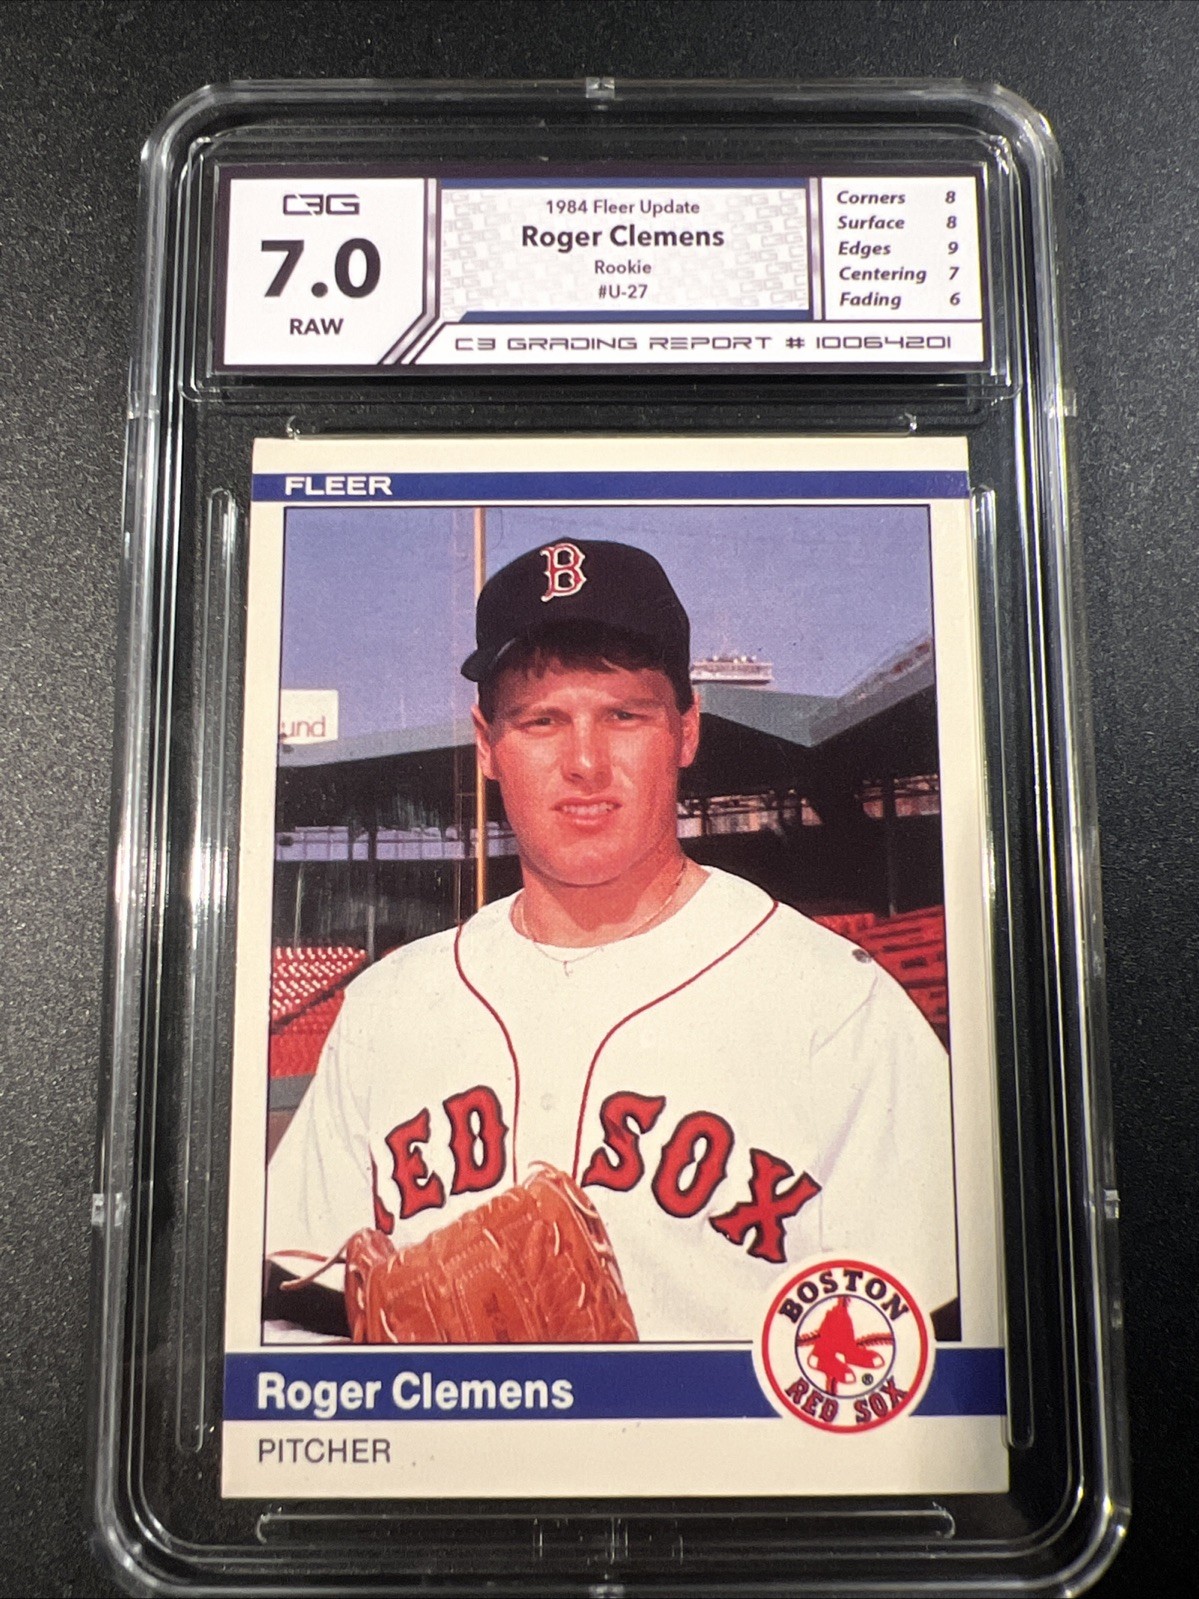 C3G
7.0
RAW
1984 Fleer Update
Roger Clemens
Rookie
#U-27
Corners 8
Surface 8
Edges 9
Centering 7
Fading 6
C3 GRADING REPORT # 10064201
FLEER
B
und
RED SOX
BOSTON
RED SOX
®
Roger Clemens
PITCHER